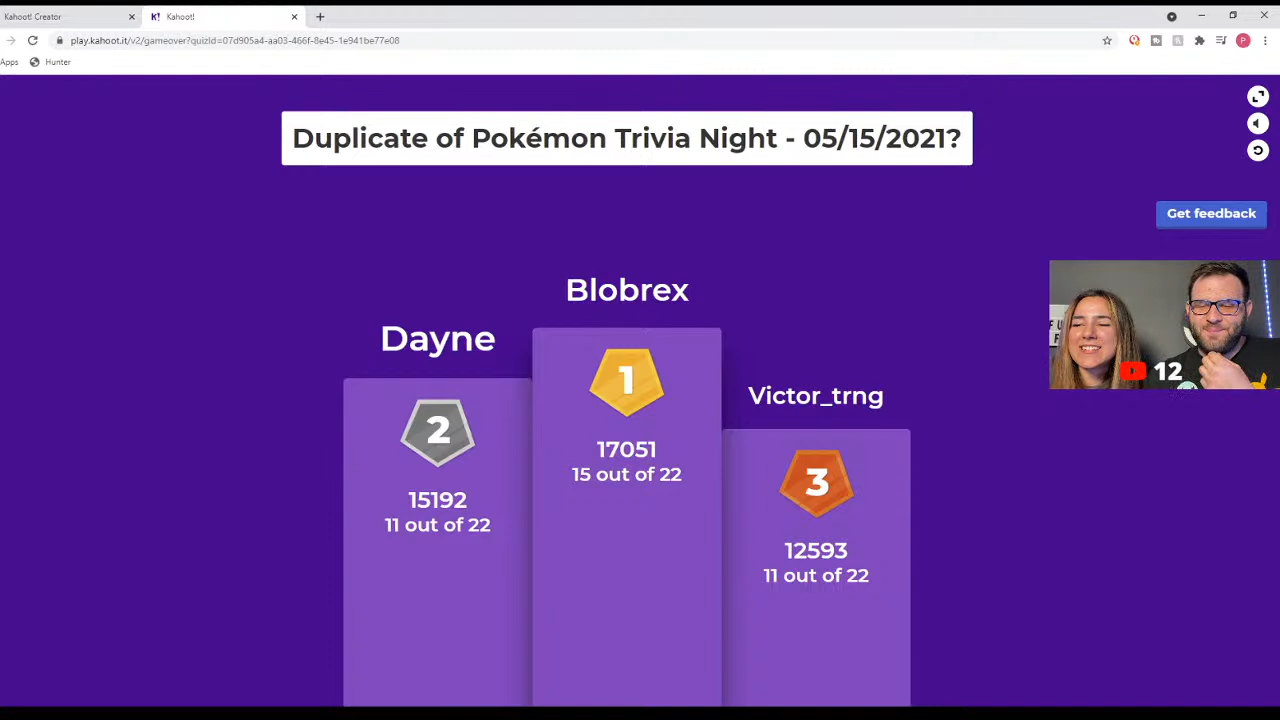 Kahoot! Creator
K! Kahoot!
play.kahoot.it/v2/gameover?quizId=07d905a4-aa03-466f-8e45-1e941be77e08
P
Apps
Hunter
Duplicate of Pokémon Trivia Night - 05/15/2021?
Get feedback
Blobrex
Dayne
Victor_trng
1
17051
15 out of 22
2
15192
11 out of 22
3
12593
11 out of 22
12